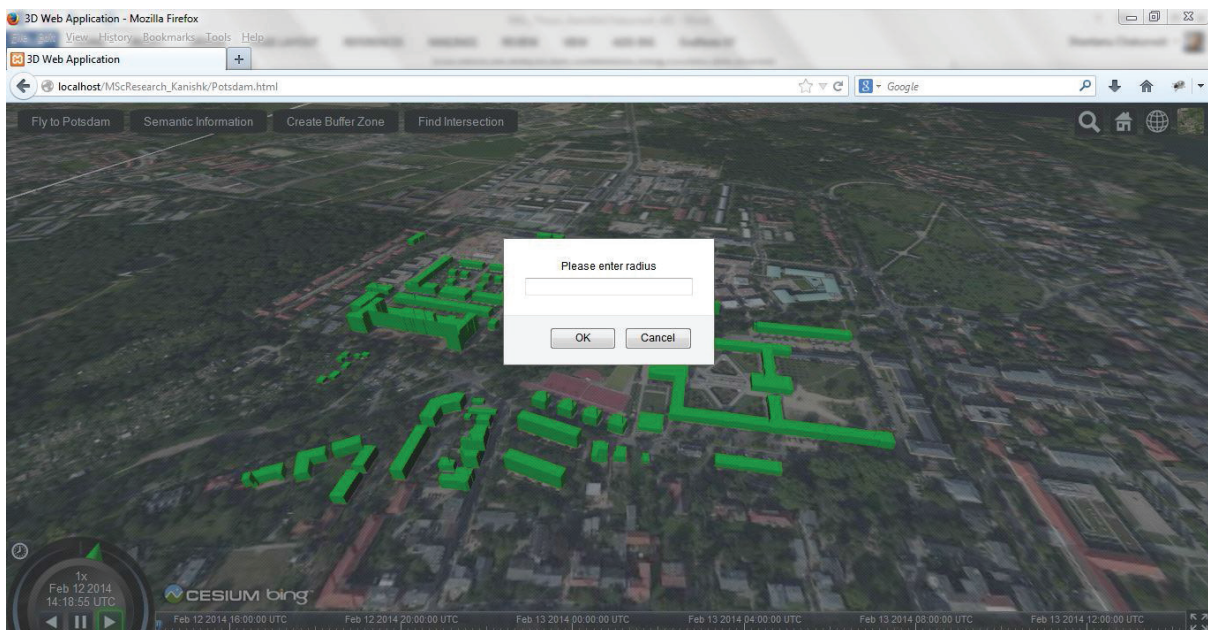 3D Web Application - Mozilla Firefox
View History Bookmarks Tools Help
3D Web Application +
localhost/MScResearch_Kanishk/Potsdam.html
Google
Fly to Potsdam Semantic Information Create Buffer Zone Find Intersection
Please enter radius
OK Cancel
1x
Feb 12 2014
14:18:55 UTC
CESIUM bing
Feb 12 2014 16:00:00 UTC Feb 12 2014 20:00:00 UTC Feb 13 2014 00:00:00 UTC Feb 13 2014 04:00:00 UTC Feb 13 2014 08:00:00 UTC Feb 13 2014 12:00:00 UTC